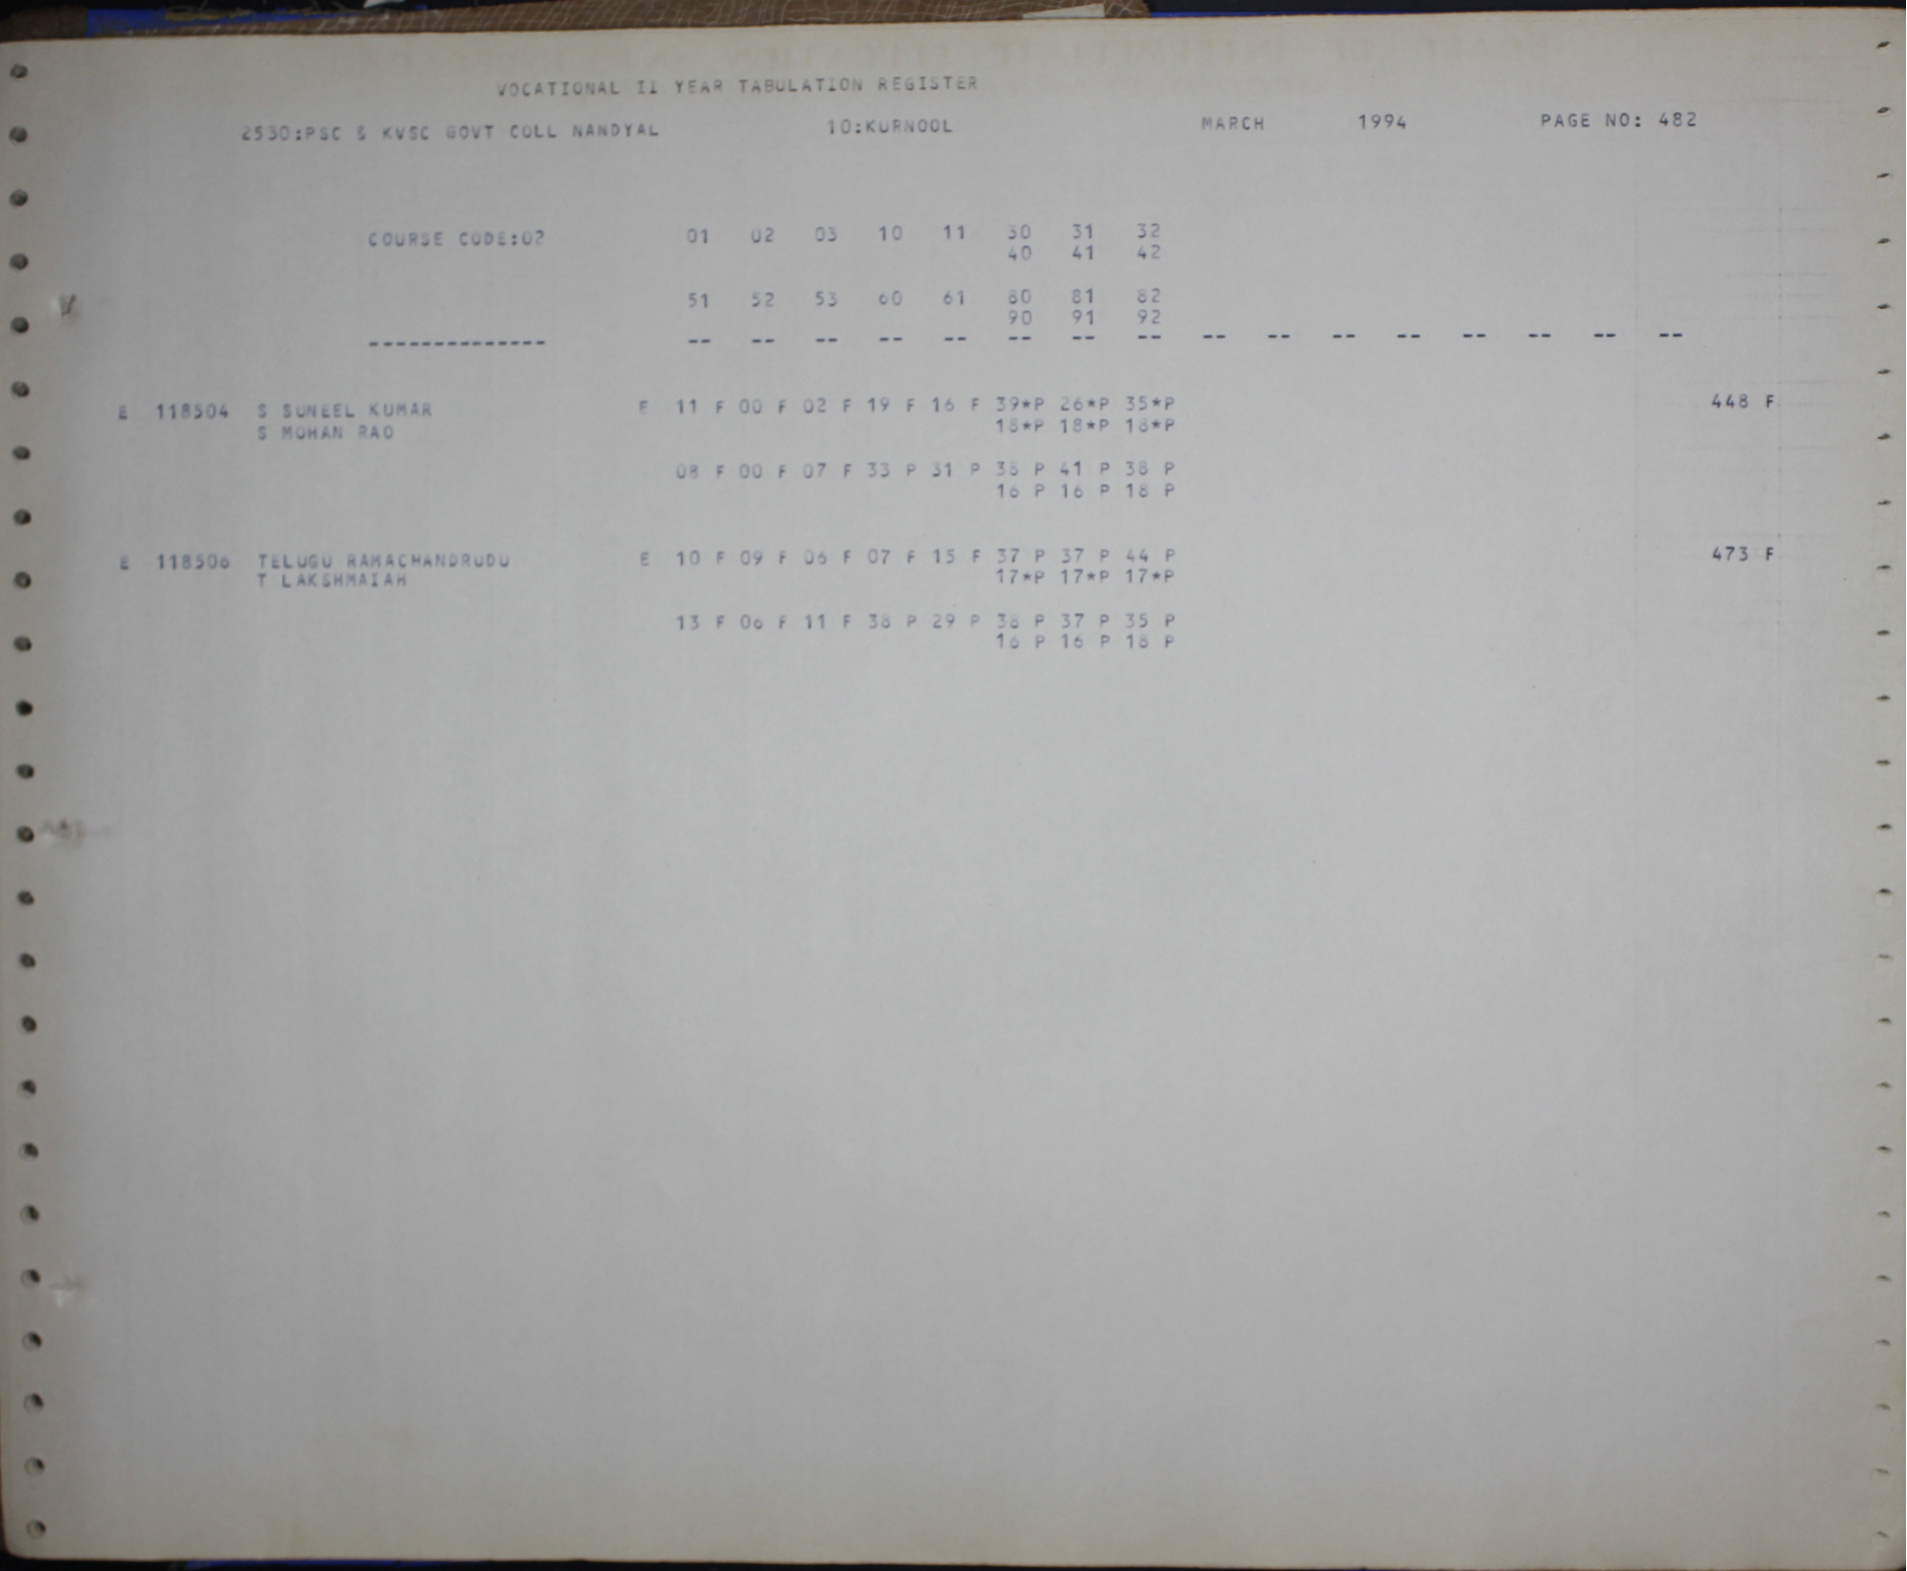 VOCATIONAL II YEAR TABULATION REGISTER
2530:PSC & KVSC GOVT COLL NANDYAL 10:KURNOOL MARCH 1994 PAGE NO: 482
COURSE CODE:02 01 02 03 10 11 30 31 32
40 41 42
51 52 53 60 61 80 81 82
90 91 92
-------------- -- -- -- -- -- -- -- -- -- -- -- -- -- -- -- --
E 118504 S SUNEEL KUMAR E 11 F 00 F 02 F 19 F 16 F 39*P 26*P 35*P 448 F
S MOHAN RAO 18*P 18*P 18*P
08 F 00 F 07 F 33 P 31 P 38 P 41 P 38 P
16 P 16 P 18 P
E 118506 TELUGU RAMACHANDRUDU E 10 F 09 F 06 F 07 F 15 F 37 P 37 P 44 P 473 F
T LAKSHMAIAH 17*P 17*P 17*P
13 F 06 F 11 F 38 P 29 P 38 P 37 P 35 P
16 P 16 P 18 P